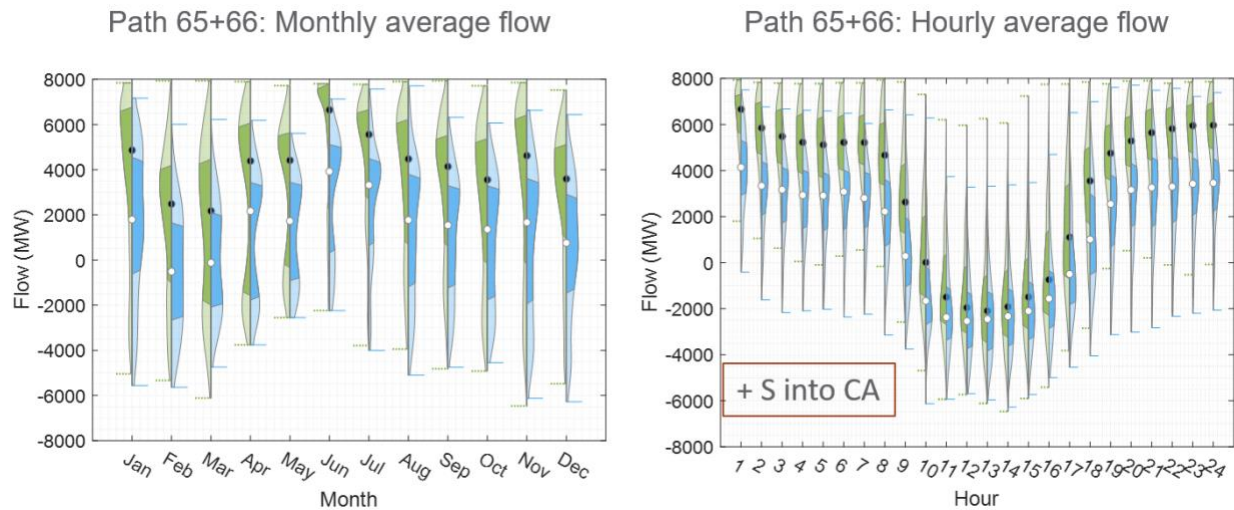 Path 65+66: Monthly average flow
Flow (MW)
8000
6000
4000
2000
0
-2000
-4000
-6000
-8000
Jan Feb Mar Apr May Jun Jul Aug Sep Oct Nov Dec
Month
Path 65+66: Hourly average flow
Flow (MW)
8000
6000
4000
2000
0
-2000
-4000
-6000
-8000
+ S into CA
1 2 3 4 5 6 7 8 9 10 11 12 13 14 15 16 17 18 19 20 21 22 23 24
Hour